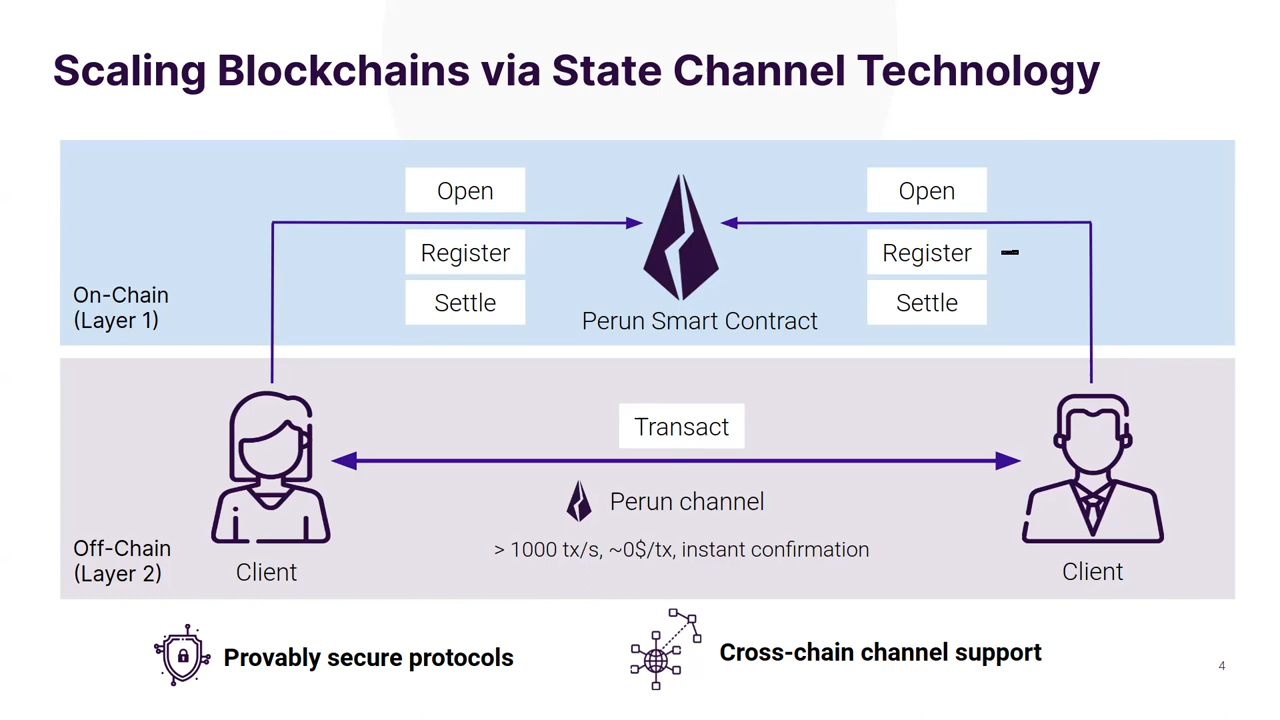 Scaling Blockchains via State Channel Technology
Open
Open
Register
Register
Settle
Settle
On-Chain
(Layer 1)
Perun Smart Contract
Transact
Perun channel
> 1000 tx/s, ~0$/tx, instant confirmation
Off-Chain
(Layer 2)
Client
Client
Provably secure protocols
Cross-chain channel support
4